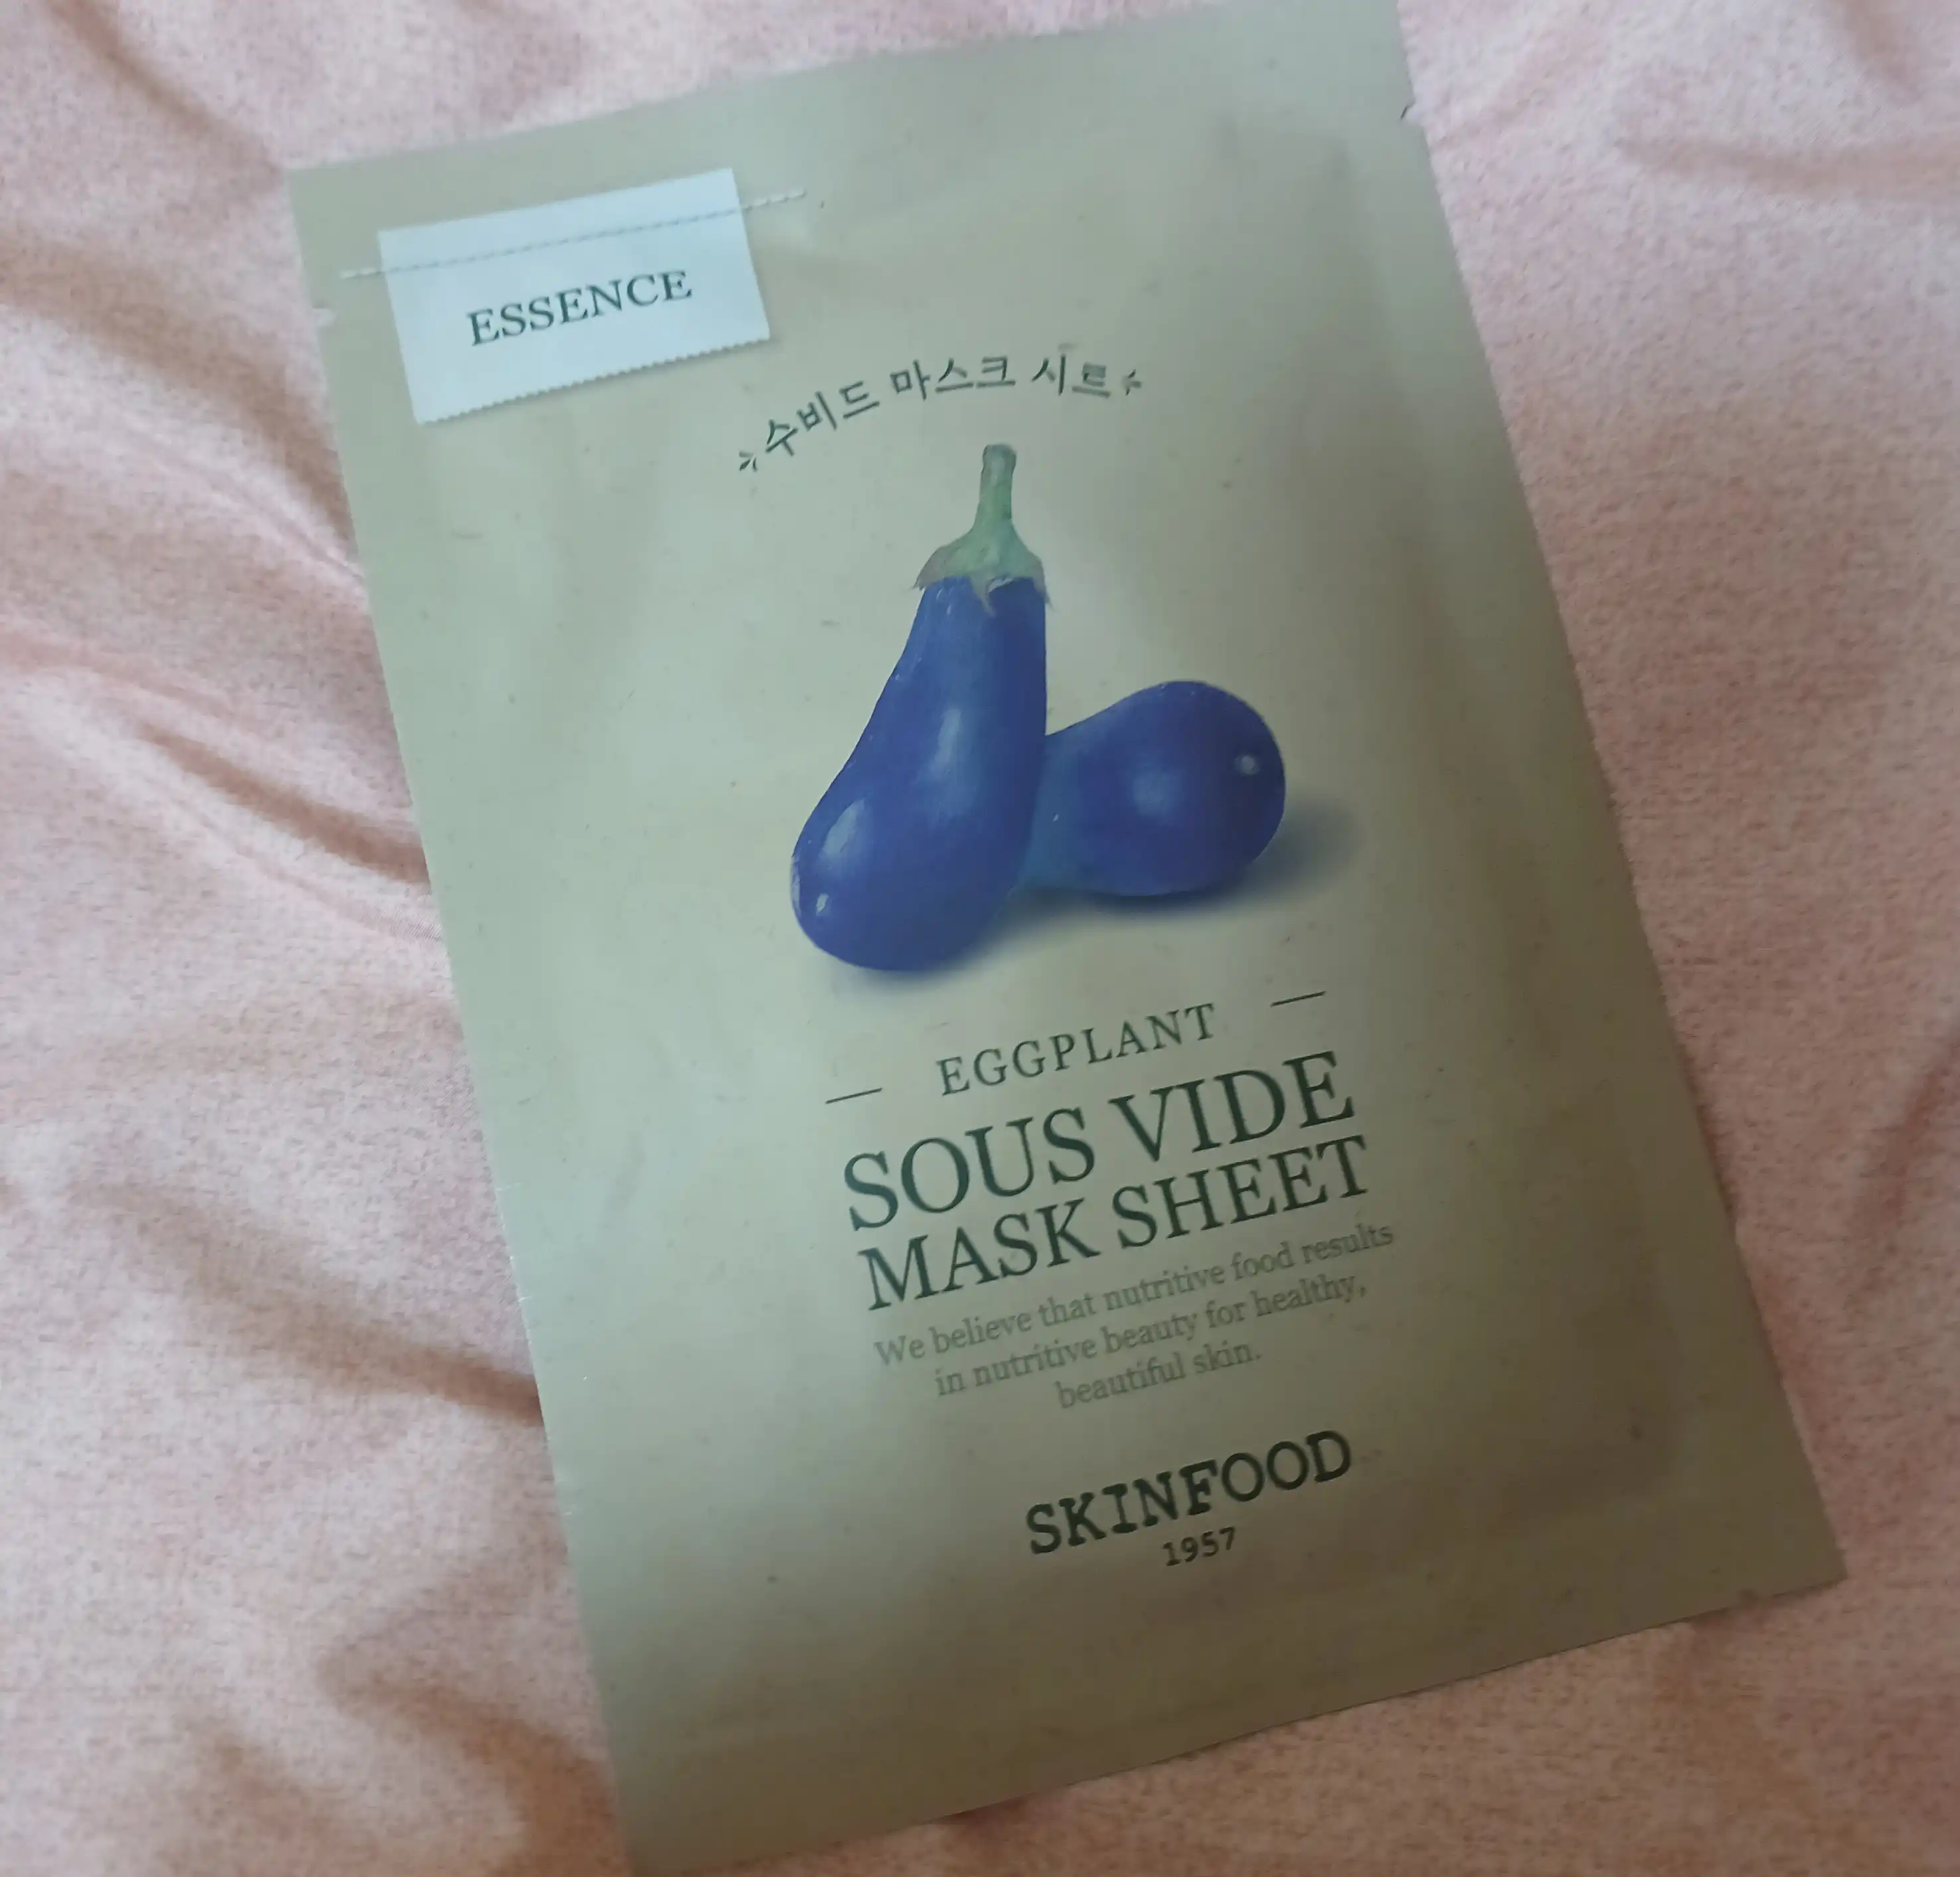 ESSENCE
수비드 마스크 시트
EGGPLANT
SOUS VIDE
MASK SHEET
We believe that nutritive food results
in nutritive beauty for healthy,
beautiful skin.
SKINFOOD
1957